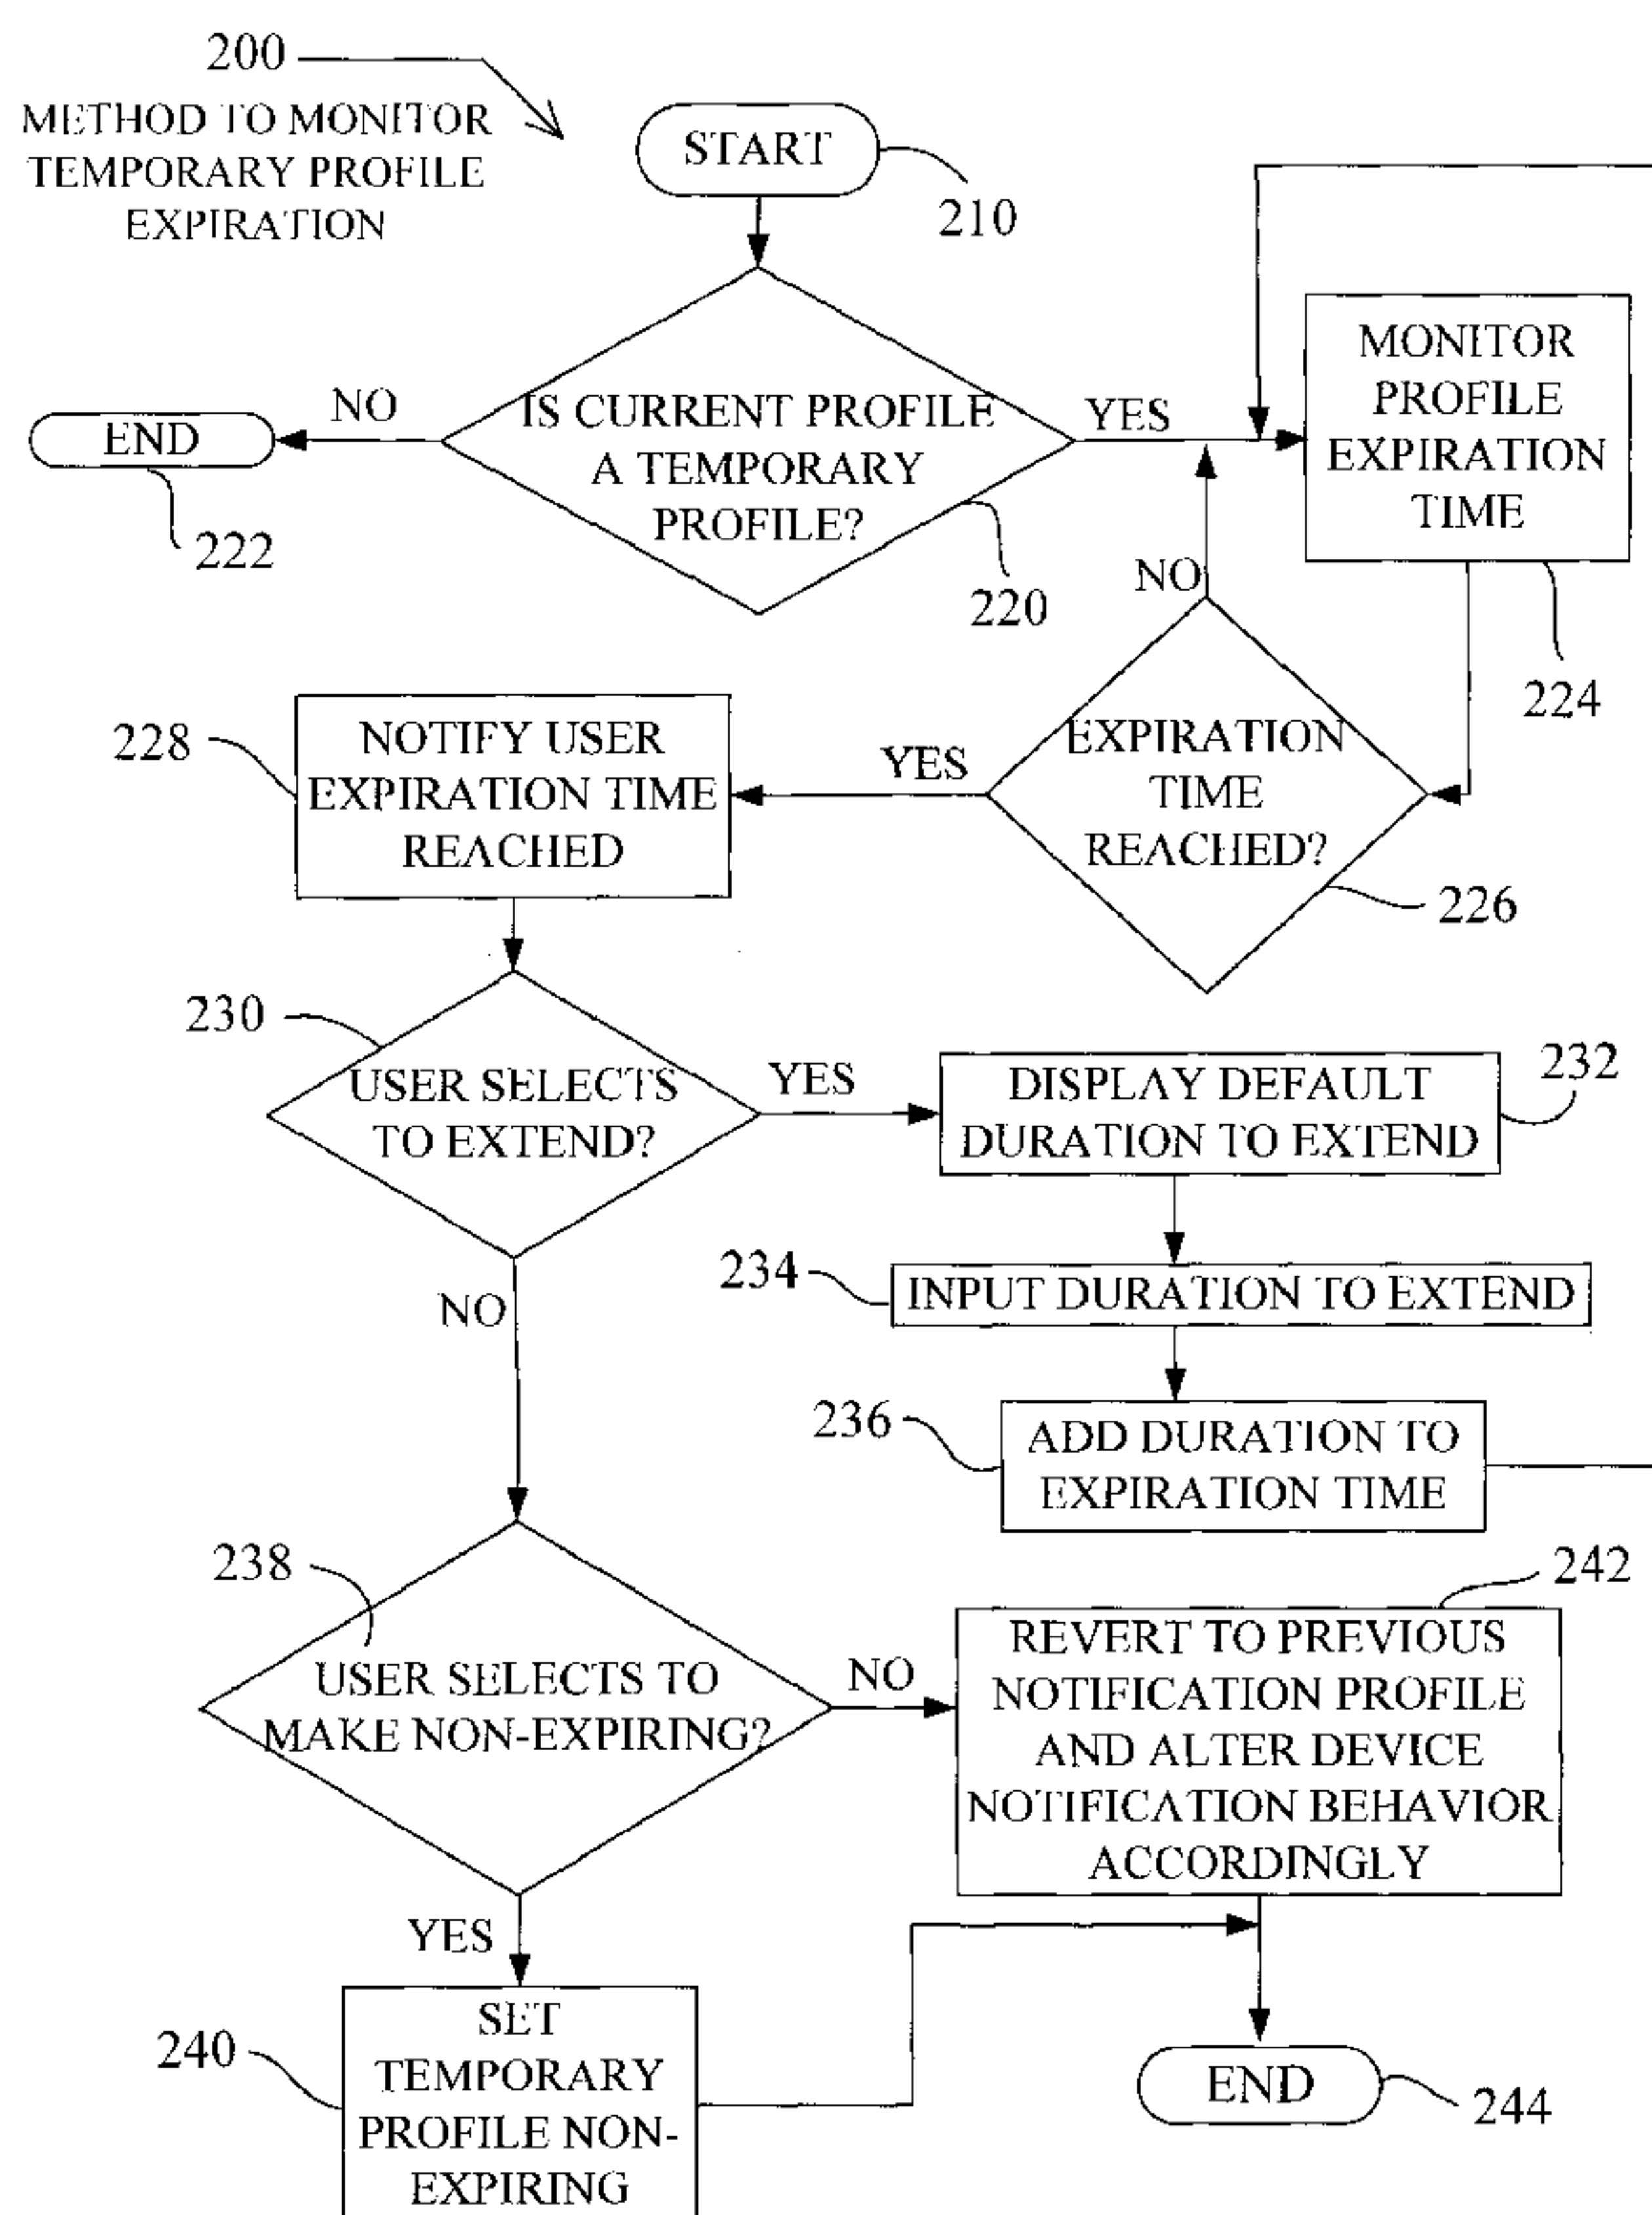 200
METHOD TO MONITOR
TEMPORARY PROFILE
EXPIRATION
START
210
IS CURRENT PROFILE
A TEMPORARY
PROFILE?
220
NO
END
222
YES
MONITOR
PROFILE
EXPIRATION
TIME
224
NO
EXPIRATION
TIME
REACHED?
226
YES
NOTIFY USER
EXPIRATION TIME
REACHED
228
230
USER SELECTS
TO EXTEND?
YES
DISPLAY DEFAULT
DURATION TO EXTEND
232
234
INPUT DURATION TO EXTEND
236
ADD DURATION TO
EXPIRATION TIME
NO
238
USER SELECTS TO
MAKE NON-EXPIRING?
NO
242
REVERT TO PREVIOUS
NOTIFICATION PROFILE
AND ALTER DEVICE
NOTIFICATION BEHAVIOR
ACCORDINGLY
YES
240
SET
TEMPORARY
PROFILE NON-
EXPIRING
END
244